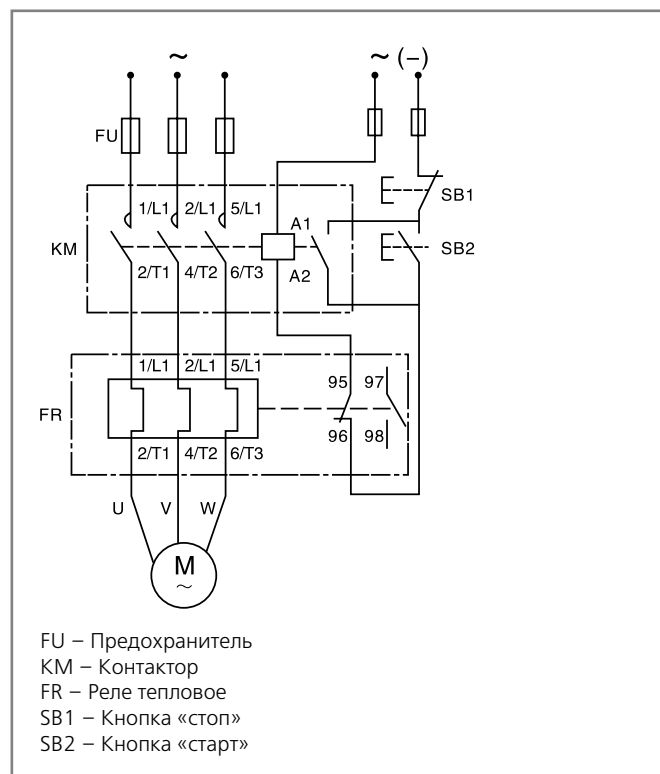 ~ ~ (–)
FU
1/L1 2/L1 5/L1 A1 SB1
KM SB2
2/T1 4/T2 6/T3 A2
1/L1 2/L1 5/L1 95 97
FR
96 98
2/T1 4/T2 6/T3
U V W
M
~
FU – Предохранитель
КМ – Контактор
FR – Реле тепловое
SB1 – Кнопка «стоп»
SB2 – Кнопка «старт»